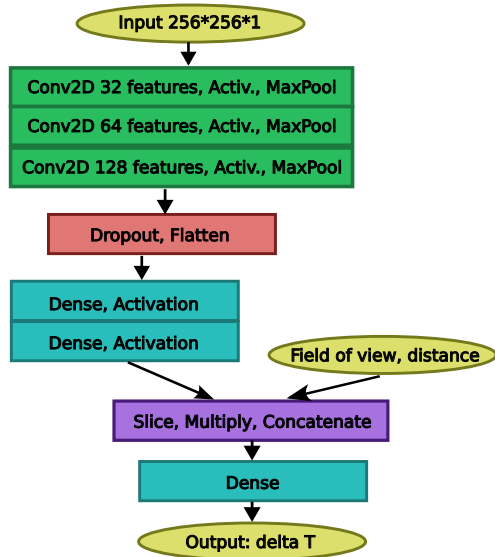 Input 256*256*1
Conv2D 32 features, Activ., MaxPool
Conv2D 64 features, Activ., MaxPool
Conv2D 128 features, Activ., MaxPool
Dropout, Flatten
Dense, Activation
Dense, Activation
Field of view, distance
Slice, Multiply, Concatenate
Dense
Output: delta T